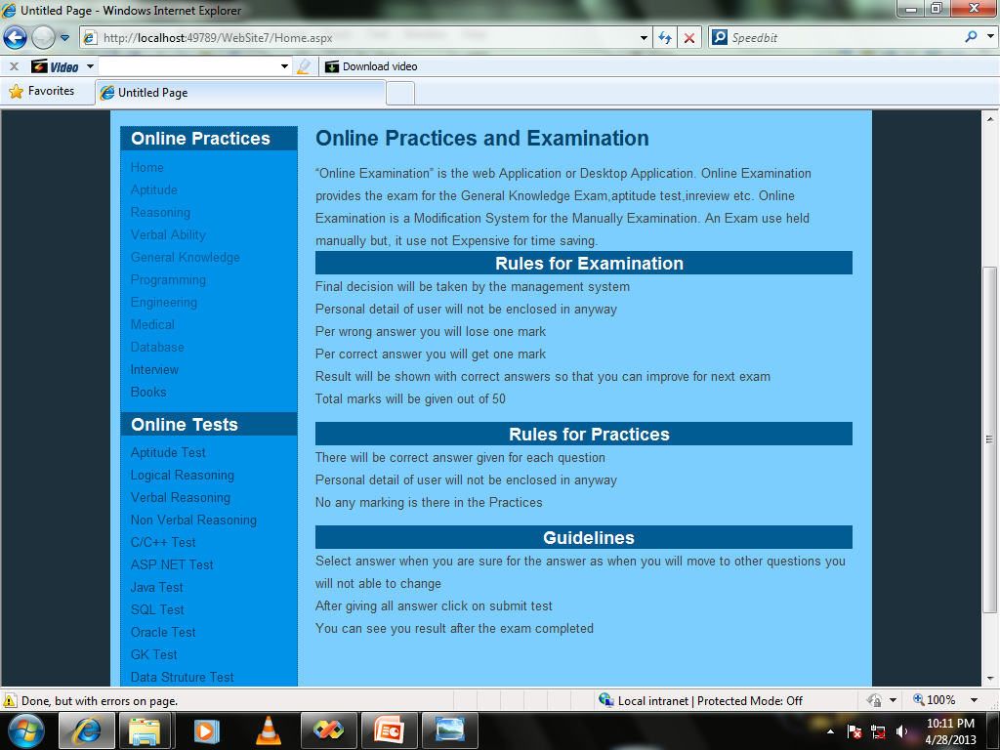 Untitled Page - Windows Internet Explorer
http://localhost:49789/WebSite7/Home.aspx
Speedbit
Video
Download video
Favorites
Untitled Page
Online Practices
Home
Aptitude
Reasoning
Verbal Ability
General Knowledge
Programming
Engineering
Medical
Database
Interview
Books
Online Tests
Aptitude Test
Logical Reasoning
Verbal Reasoning
Non Verbal Reasoning
C/C++ Test
ASP.NET Test
Java Test
SQL Test
Oracle Test
GK Test
Data Struture Test
Online Practices and Examination
“Online Examination” is the web Application or Desktop Application. Online Examination
provides the exam for the General Knowledge Exam,aptitude test,inreview etc. Online
Examination is a Modification System for the Manually Examination. An Exam use held
manually but, it use not Expensive for time saving.
Rules for Examination
Final decision will be taken by the management system
Personal detail of user will not be enclosed in anyway
Per wrong answer you will lose one mark
Per correct answer you will get one mark
Result will be shown with correct answers so that you can improve for next exam
Total marks will be given out of 50
Rules for Practices
There will be correct answer given for each question
Personal detail of user will not be enclosed in anyway
No any marking is there in the Practices
Guidelines
Select answer when you are sure for the answer as when you will move to other questions you
will not able to change
After giving all answer click on submit test
You can see you result after the exam completed
Done, but with errors on page.
Local intranet | Protected Mode: Off
100%
10:11 PM
4/28/2013